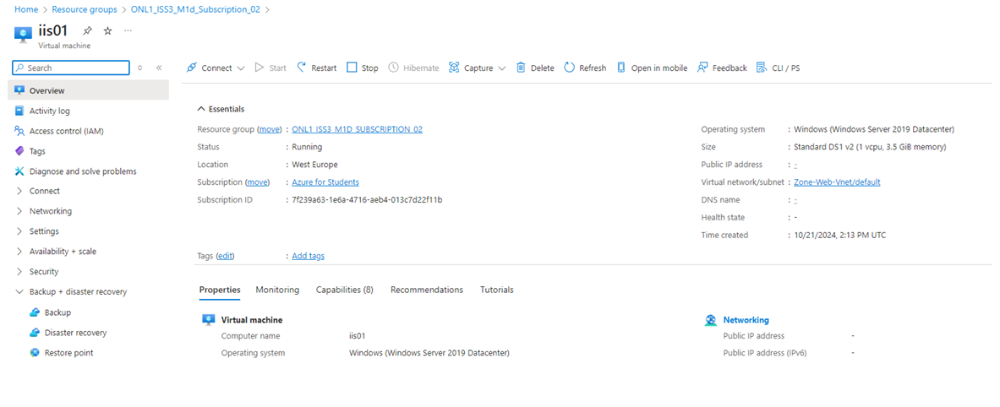 Home > Resource groups > ONL1_ISS3_M1d_Subscription_02 >
iis01
Virtual machine
Search
Overview
Activity log
Access control (IAM)
Tags
Diagnose and solve problems
Connect
Networking
Settings
Availability + scale
Security
Backup + disaster recovery
Backup
Disaster recovery
Restore point
Connect Start Restart Stop Hibernate Capture Delete Refresh Open in mobile Feedback CLI / PS
Essentials
Resource group (move) : ONL1_ISS3_M1D_SUBSCRIPTION_02
Status : Running
Location : West Europe
Subscription (move) : Azure for Students
Subscription ID : 7f239a63-1e6a-4716-aeb4-013c7d22f11b
Operating system : Windows (Windows Server 2019 Datacenter)
Size : Standard DS1 v2 (1 vcpu, 3.5 GiB memory)
Public IP address : -
Virtual network/subnet : Zone-Web-Vnet/default
DNS name : -
Health state : -
Time created : 10/21/2024, 2:13 PM UTC
Tags (edit) : Add tags
Properties Monitoring Capabilities (8) Recommendations Tutorials
Virtual machine
Computer name iis01
Operating system Windows (Windows Server 2019 Datacenter)
Networking
Public IP address -
Public IP address (IPv6) -